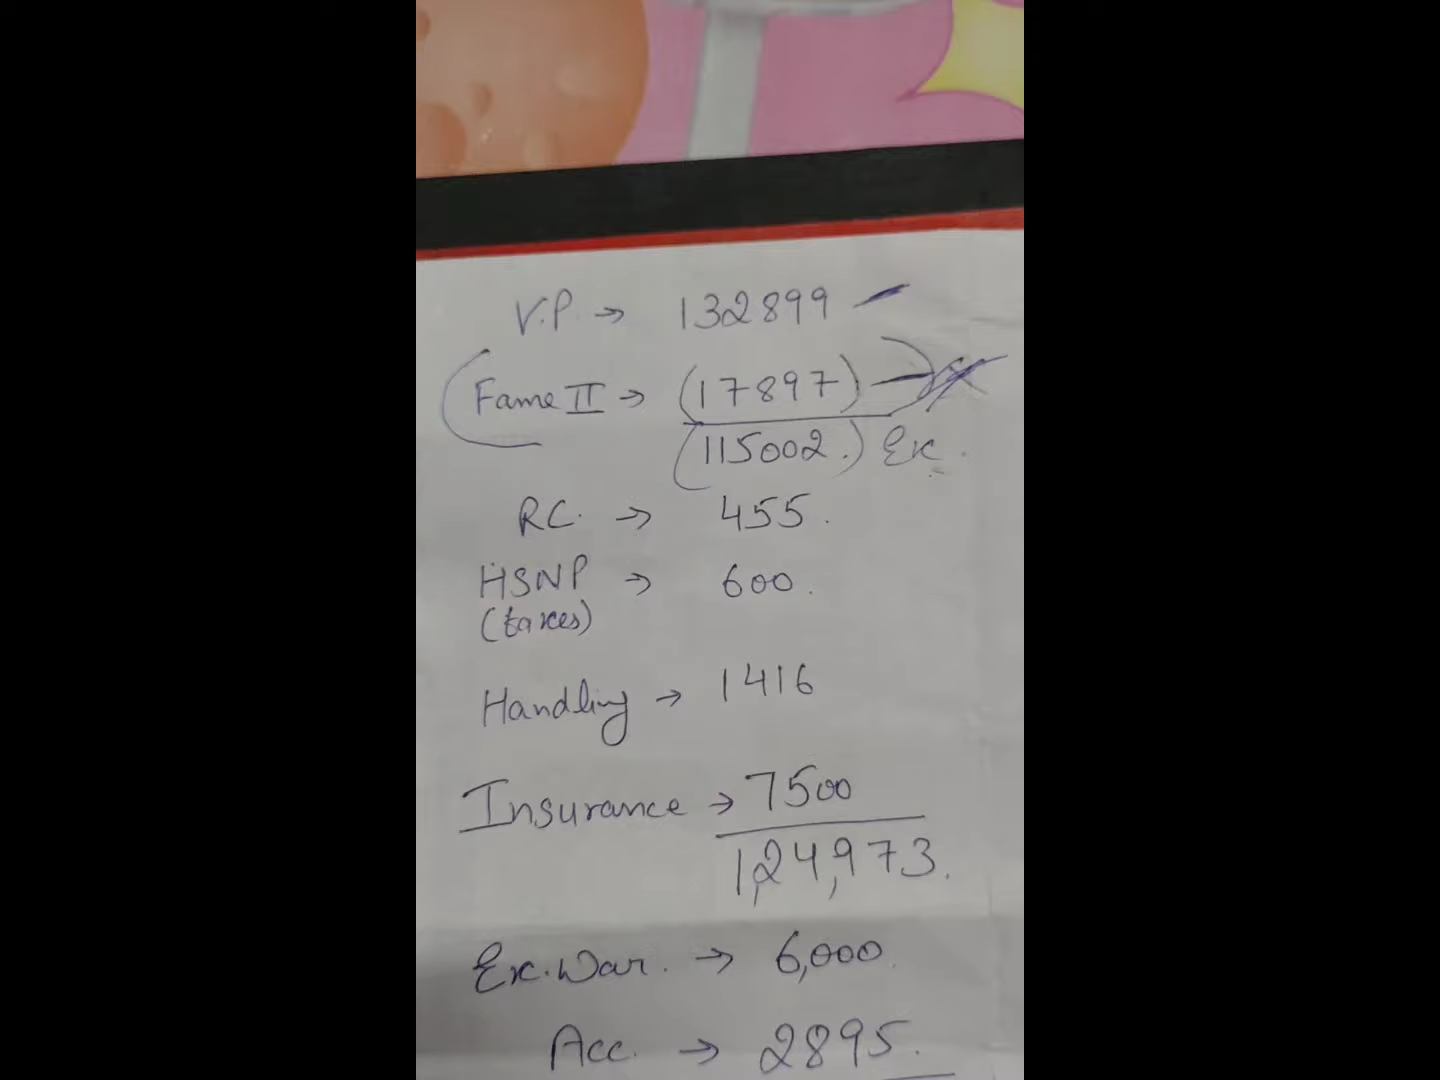 V.P → 132899 -
(Fame II → (17897) -
(115002.) Ex.
RC. → 455.
HSNP → 600.
(taxes)
Handling → 1416
Insurance → 7500
1,24,973.
Ex. War. → 6,000.
Acc. → 2895.